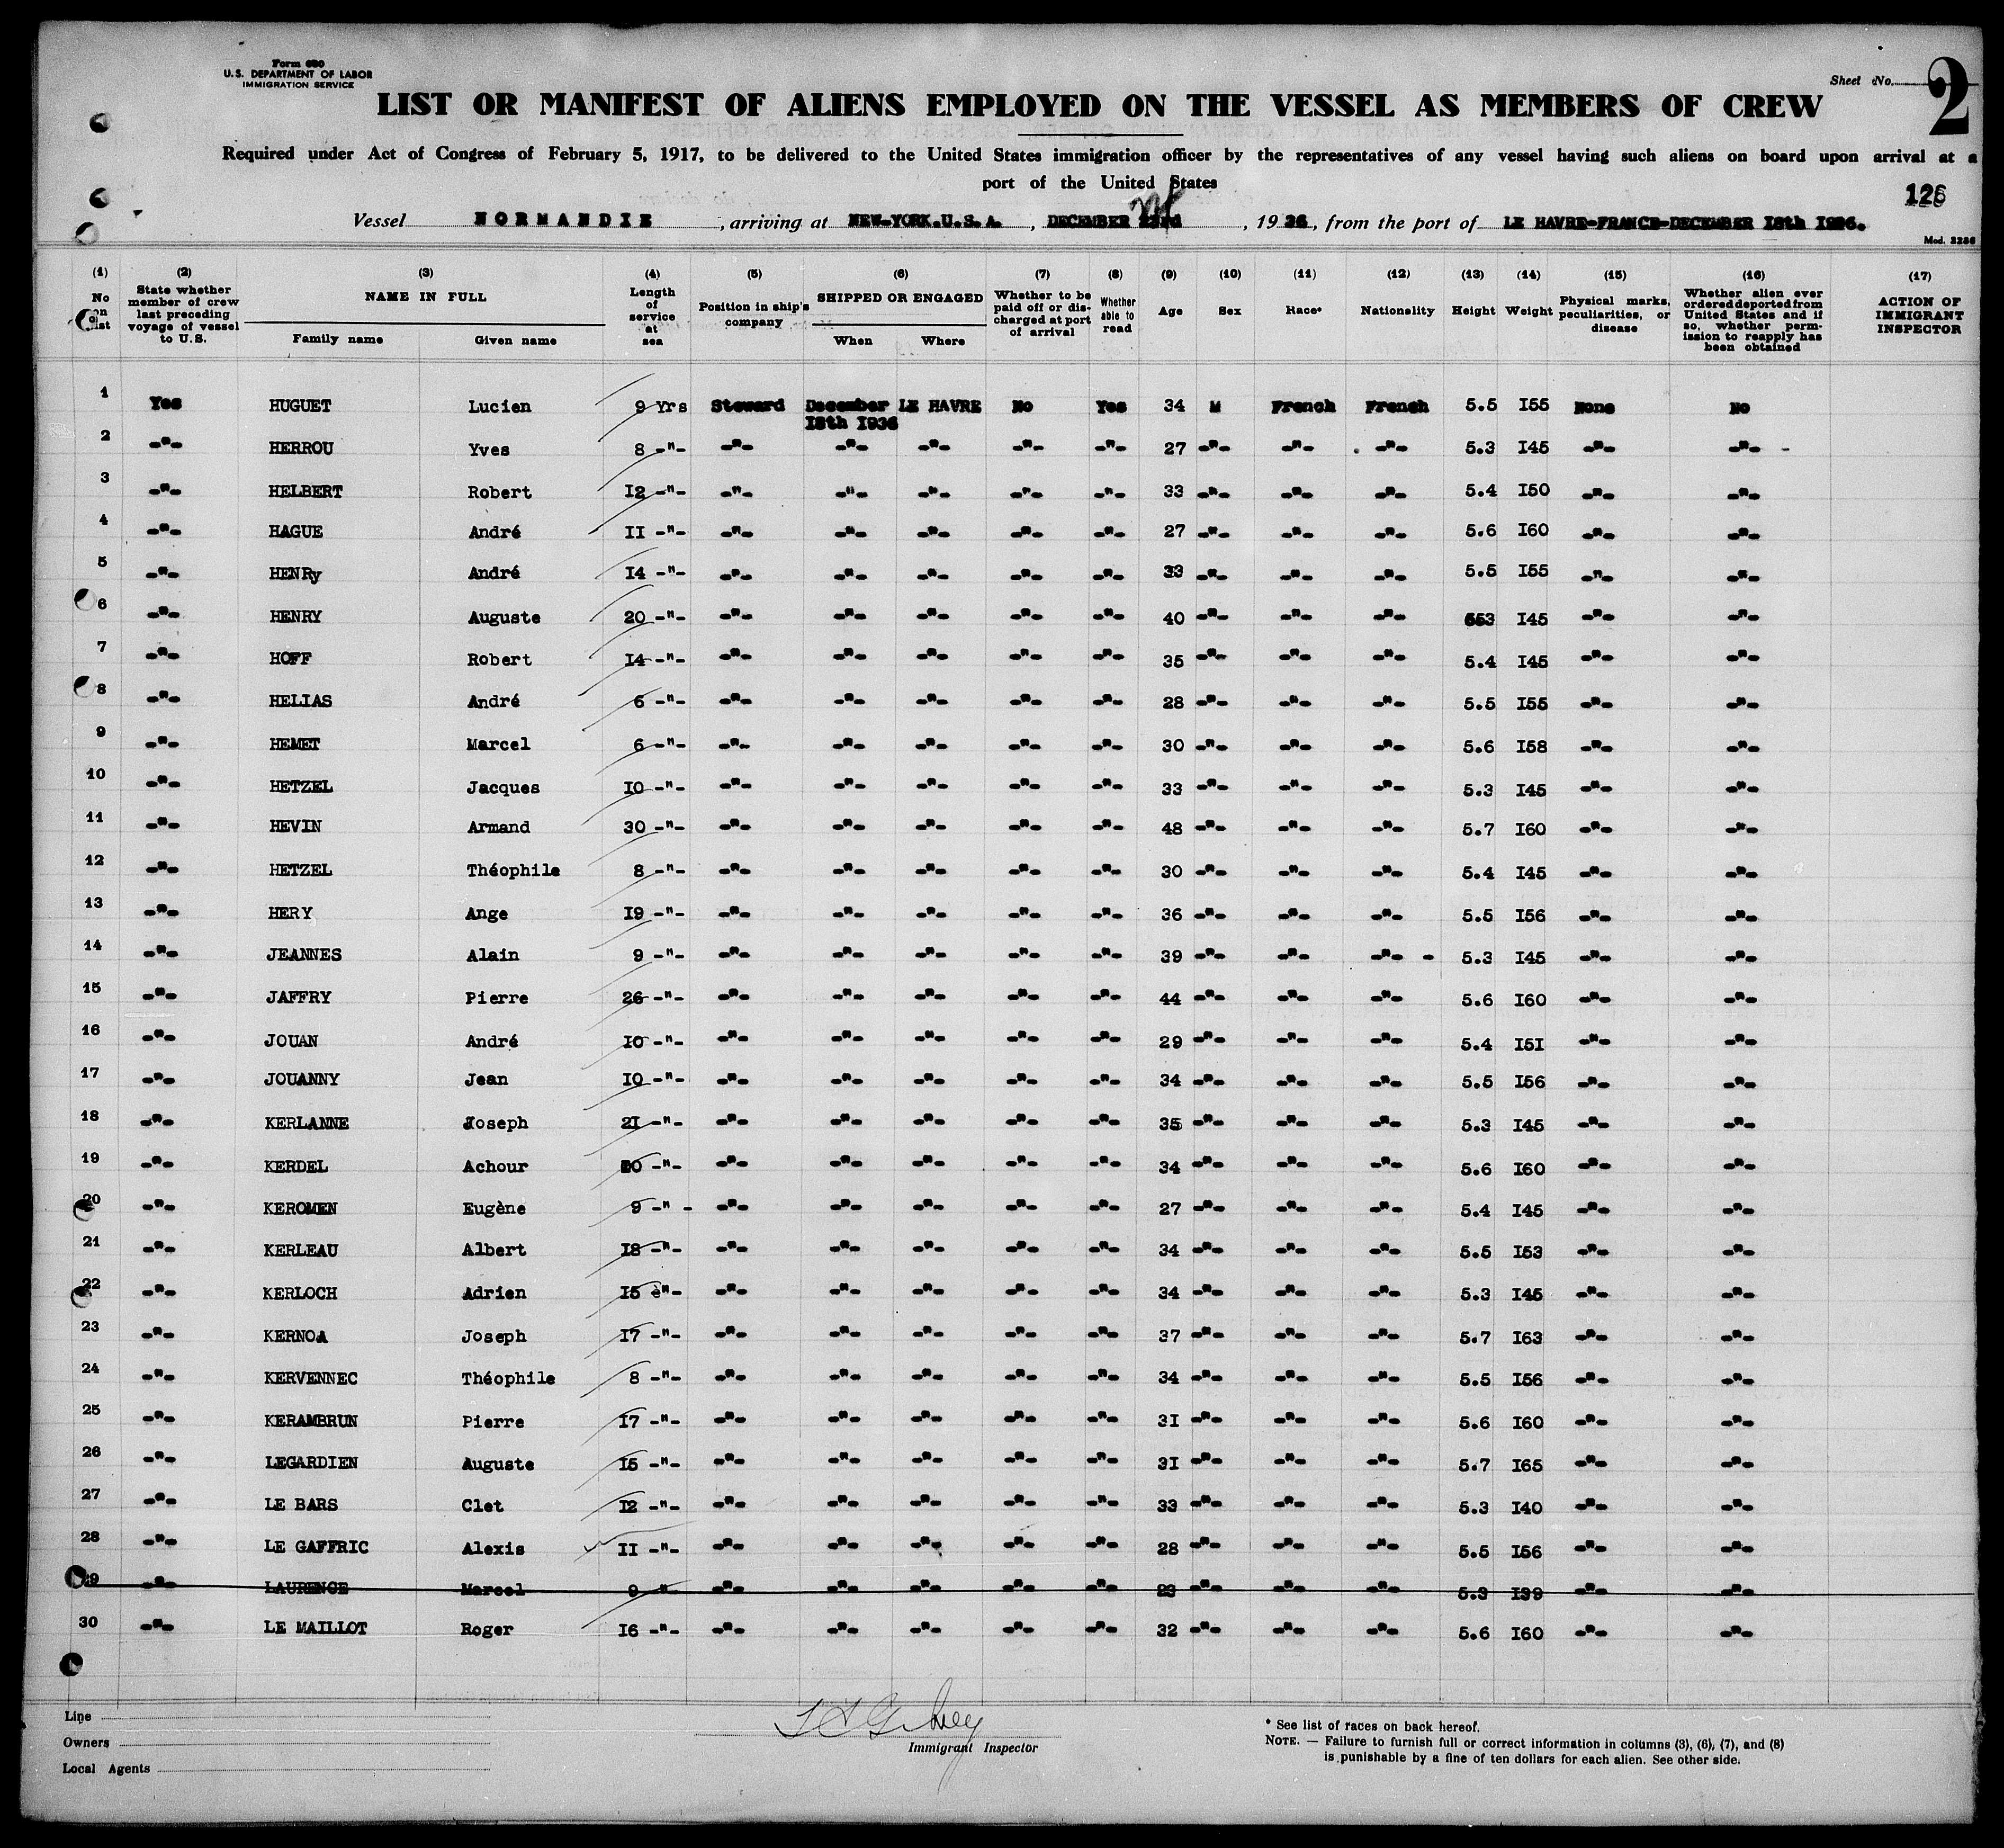 Form 680
U.S. DEPARTMENT OF LABOR
IMMIGRATION SERVICE
Sheet No. 2
LIST OR MANIFEST OF ALIENS EMPLOYED ON THE VESSEL AS MEMBERS OF CREW
Required under Act of Congress of February 5, 1917, to be delivered to the United States immigration officer by the representatives of any vessel having such aliens on board upon arrival at a
port of the United States
126
Vessel NORMANDIE, arriving at NEW-YORK.U.S.A., DECEMBER 23rd, 1936, from the port of LE HAVRE-FRANCE-DECEMBER I8th I936.
Mod. 2286
(1) (2) (3) (4) (5) (6) (7) (8) (9) (10) (11) (12) (13) (14) (15) (16) (17)
No on list
State whether member of crew last preceding voyage of vessel to U.S.
NAME IN FULL
Family name Given name
Length of service at sea
Position in ship's company
SHIPPED OR ENGAGED
When Where
Whether to be paid off or discharged at port of arrival
Whether able to read
Age
Sex
Race*
Nationality
Height
Weight
Physical marks, peculiarities, or disease
Whether alien ever ordered deported from United States and if so, whether permission to reapply has been obtained
ACTION OF IMMIGRANT INSPECTOR
1 Yes HUGUET Lucien 9 Yrs Steward December I8th I936 LE HAVRE No Yes 34 M French French 5.5 I55 None No
2 -"- HERROU Yves 8 -"- -"- -"- -"- -"- -"- 27 -"- -"- -"- 5.3 I45 -"- -"-
3 -"- HELBERT Robert I2 -"- -"- -"- -"- -"- -"- 33 -"- -"- -"- 5.4 I50 -"- -"-
4 -"- HAGUE André II -"- -"- -"- -"- -"- -"- 27 -"- -"- -"- 5.6 I60 -"- -"-
5 -"- HENRy André I4 -"- -"- -"- -"- -"- -"- 33 -"- -"- -"- 5.5 I55 -"- -"-
6 -"- HENRY Auguste 20 -"- -"- -"- -"- -"- -"- 40 -"- -"- -"- 553 I45 -"- -"-
7 -"- HOFF Robert I4 -"- -"- -"- -"- -"- -"- 35 -"- -"- -"- 5.4 I45 -"- -"-
8 -"- HELIAS André 6 -"- -"- -"- -"- -"- -"- 28 -"- -"- -"- 5.5 I55 -"- -"-
9 -"- HEMET Marcel 6 -"- -"- -"- -"- -"- -"- 30 -"- -"- -"- 5.6 I58 -"- -"-
10 -"- HETZEL Jacques IO -"- -"- -"- -"- -"- -"- 33 -"- -"- -"- 5.3 I45 -"- -"-
11 -"- HEVIN Armand 30 -"- -"- -"- -"- -"- -"- 48 -"- -"- -"- 5.7 I60 -"- -"-
12 -"- HETZEL Théophile 8 -"- -"- -"- -"- -"- -"- 30 -"- -"- -"- 5.4 I45 -"- -"-
13 -"- HERY Ange I9 -"- -"- -"- -"- -"- -"- 36 -"- -"- -"- 5.5 I56 -"- -"-
14 -"- JEANNES Alain 9 -"- -"- -"- -"- -"- -"- 39 -"- -"- -"- 5.3 I45 -"- -"-
15 -"- JAFFRY Pierre 26 -"- -"- -"- -"- -"- -"- 44 -"- -"- -"- 5.6 I60 -"- -"-
16 -"- JOUAN André IO -"- -"- -"- -"- -"- -"- 29 -"- -"- -"- 5.4 I5I -"- -"-
17 -"- JOUANNY Jean IO -"- -"- -"- -"- -"- -"- 34 -"- -"- -"- 5.5 I56 -"- -"-
18 -"- KERLANNE Joseph 2I -"- -"- -"- -"- -"- -"- 35 -"- -"- -"- 5.3 I45 -"- -"-
19 -"- KERDEL Achour 20 -"- -"- -"- -"- -"- -"- 34 -"- -"- -"- 5.6 I60 -"- -"-
20 -"- KEROMEN Eugène 9 -" - -"- -"- -"- -"- -"- 27 -"- -"- -"- 5.4 I45 -"- -"-
21 -"- KERLEAU Albert I8 -"- -"- -"- -"- -"- -"- 34 -"- -"- -"- 5.5 I53 -"- -"-
22 -"- KERLOCH Adrien I5 è"- -"- -"- -"- -"- -"- 34 -"- -"- -"- 5.3 I45 -"- -"-
23 -"- KERNOA Joseph I7 -"- -"- -"- -"- -"- -"- 37 -"- -"- -"- 5.7 I63 -"- -"-
24 -"- KERVENNEC Théophile 8 -"- -"- -"- -"- -"- -"- 34 -"- -"- -"- 5.5 I56 -"- -"-
25 -"- KERAMBRUN Pierre I7 -"- -"- -"- -"- -"- -"- 3I -"- -"- -"- 5.6 I60 -"- -"-
26 -"- LEGARDIEN Auguste I5 -"- -"- -"- -"- -"- -"- 3I -"- -"- -"- 5.7 I65 -"- -"-
27 -"- LE BARS Clet I2 -"- -"- -"- -"- -"- -"- 33 -"- -"- -"- 5.3 I40 -"- -"-
28 -"- LE GAFFRIC Alexis II -"- -"- -"- -"- -"- -"- 28 -"- -"- -"- 5.5 I56 -"- -"-
29 -"- LAURENCE Marcel 9 -"- -"- -"- -"- -"- -"- 23 -"- -"- -"- 5.3 I39 -"- -"-
30 -"- LE MAILLOT Roger I6 -"- -"- -"- -"- -"- -"- 32 -"- -"- -"- 5.6 I60 -"- -"-
Line
Owners
Local Agents
Immigrant Inspector
* See list of races on back hereof.
NOTE. — Failure to furnish full or correct information in columns (3), (6), (7), and (8)
is punishable by a fine of ten dollars for each alien. See other side.